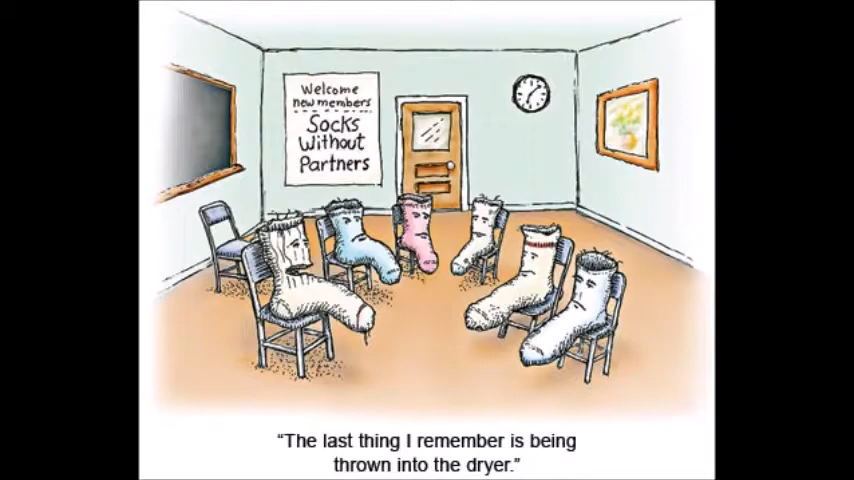 Welcome
new members
Socks
Without
Partners
“The last thing I remember is being
thrown into the dryer.”